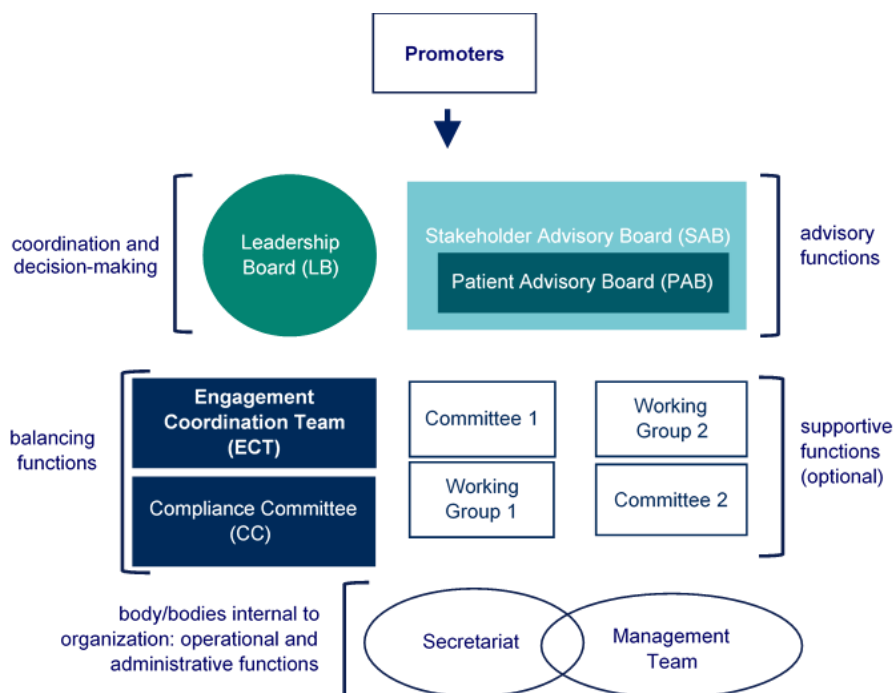 Promoters
coordination and
decision-making
Leadership
Board (LB)
Stakeholder Advisory Board (SAB)
Patient Advisory Board (PAB)
advisory
functions
balancing
functions
Engagement
Coordination Team
(ECT)
Compliance Committee
(CC)
Committee 1
Working
Group 2
Working
Group 1
Committee 2
supportive
functions
(optional)
body/bodies internal to
organization: operational and
administrative functions
Secretariat
Management
Team